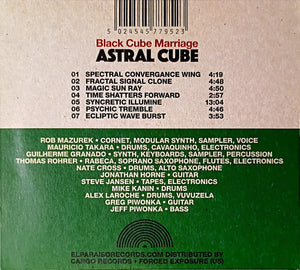 5 024545 779523
Black Cube Marriage
ASTRAL CUBE
01 SPECTRAL CONVERGANCE WING 4:19
02 FRACTAL SIGNAL CLONE 4:48
03 MAGIC SUN RAY 4:51
04 TIME SHATTERS FORWARD 2:57
05 SYNCRETIC ILLUMINE 13:04
06 PSYCHIC TREMBLE 4:48
07 ECLIPTIC WAVE BURST 3:53
ROB MAZUREK • CORNET, MODULAR SYNTH, SAMPLER, VOICE
MAURICIO TAKARA • DRUMS, CAVAQUINHO, ELECTRONICS
GUILHERME GRANADO • SYNTH, KEYBOARDS, SAMPLER, PERCUSSION
THOMAS ROHRER • RABECA, SOPRANO SAXOPHONE, FLUTES, ELECTRONICS
NATE CROSS • DRUMS, ALTO SAXOPHONE
JONATHAN HORNE • GUITAR
STEVE JANSEN • TAPES, ELECTRONICS
MIKE KANIN • DRUMS
ALEX LAROCHE • DRUMS, VUVUZELA
GREG PIWONKA • GUITAR
JEFF PIWONKA • BASS
ELPARAISORECORDS.COM DISTRIBUTED BY
CARGO RECORDS + FORCED EXPOSURE (US)